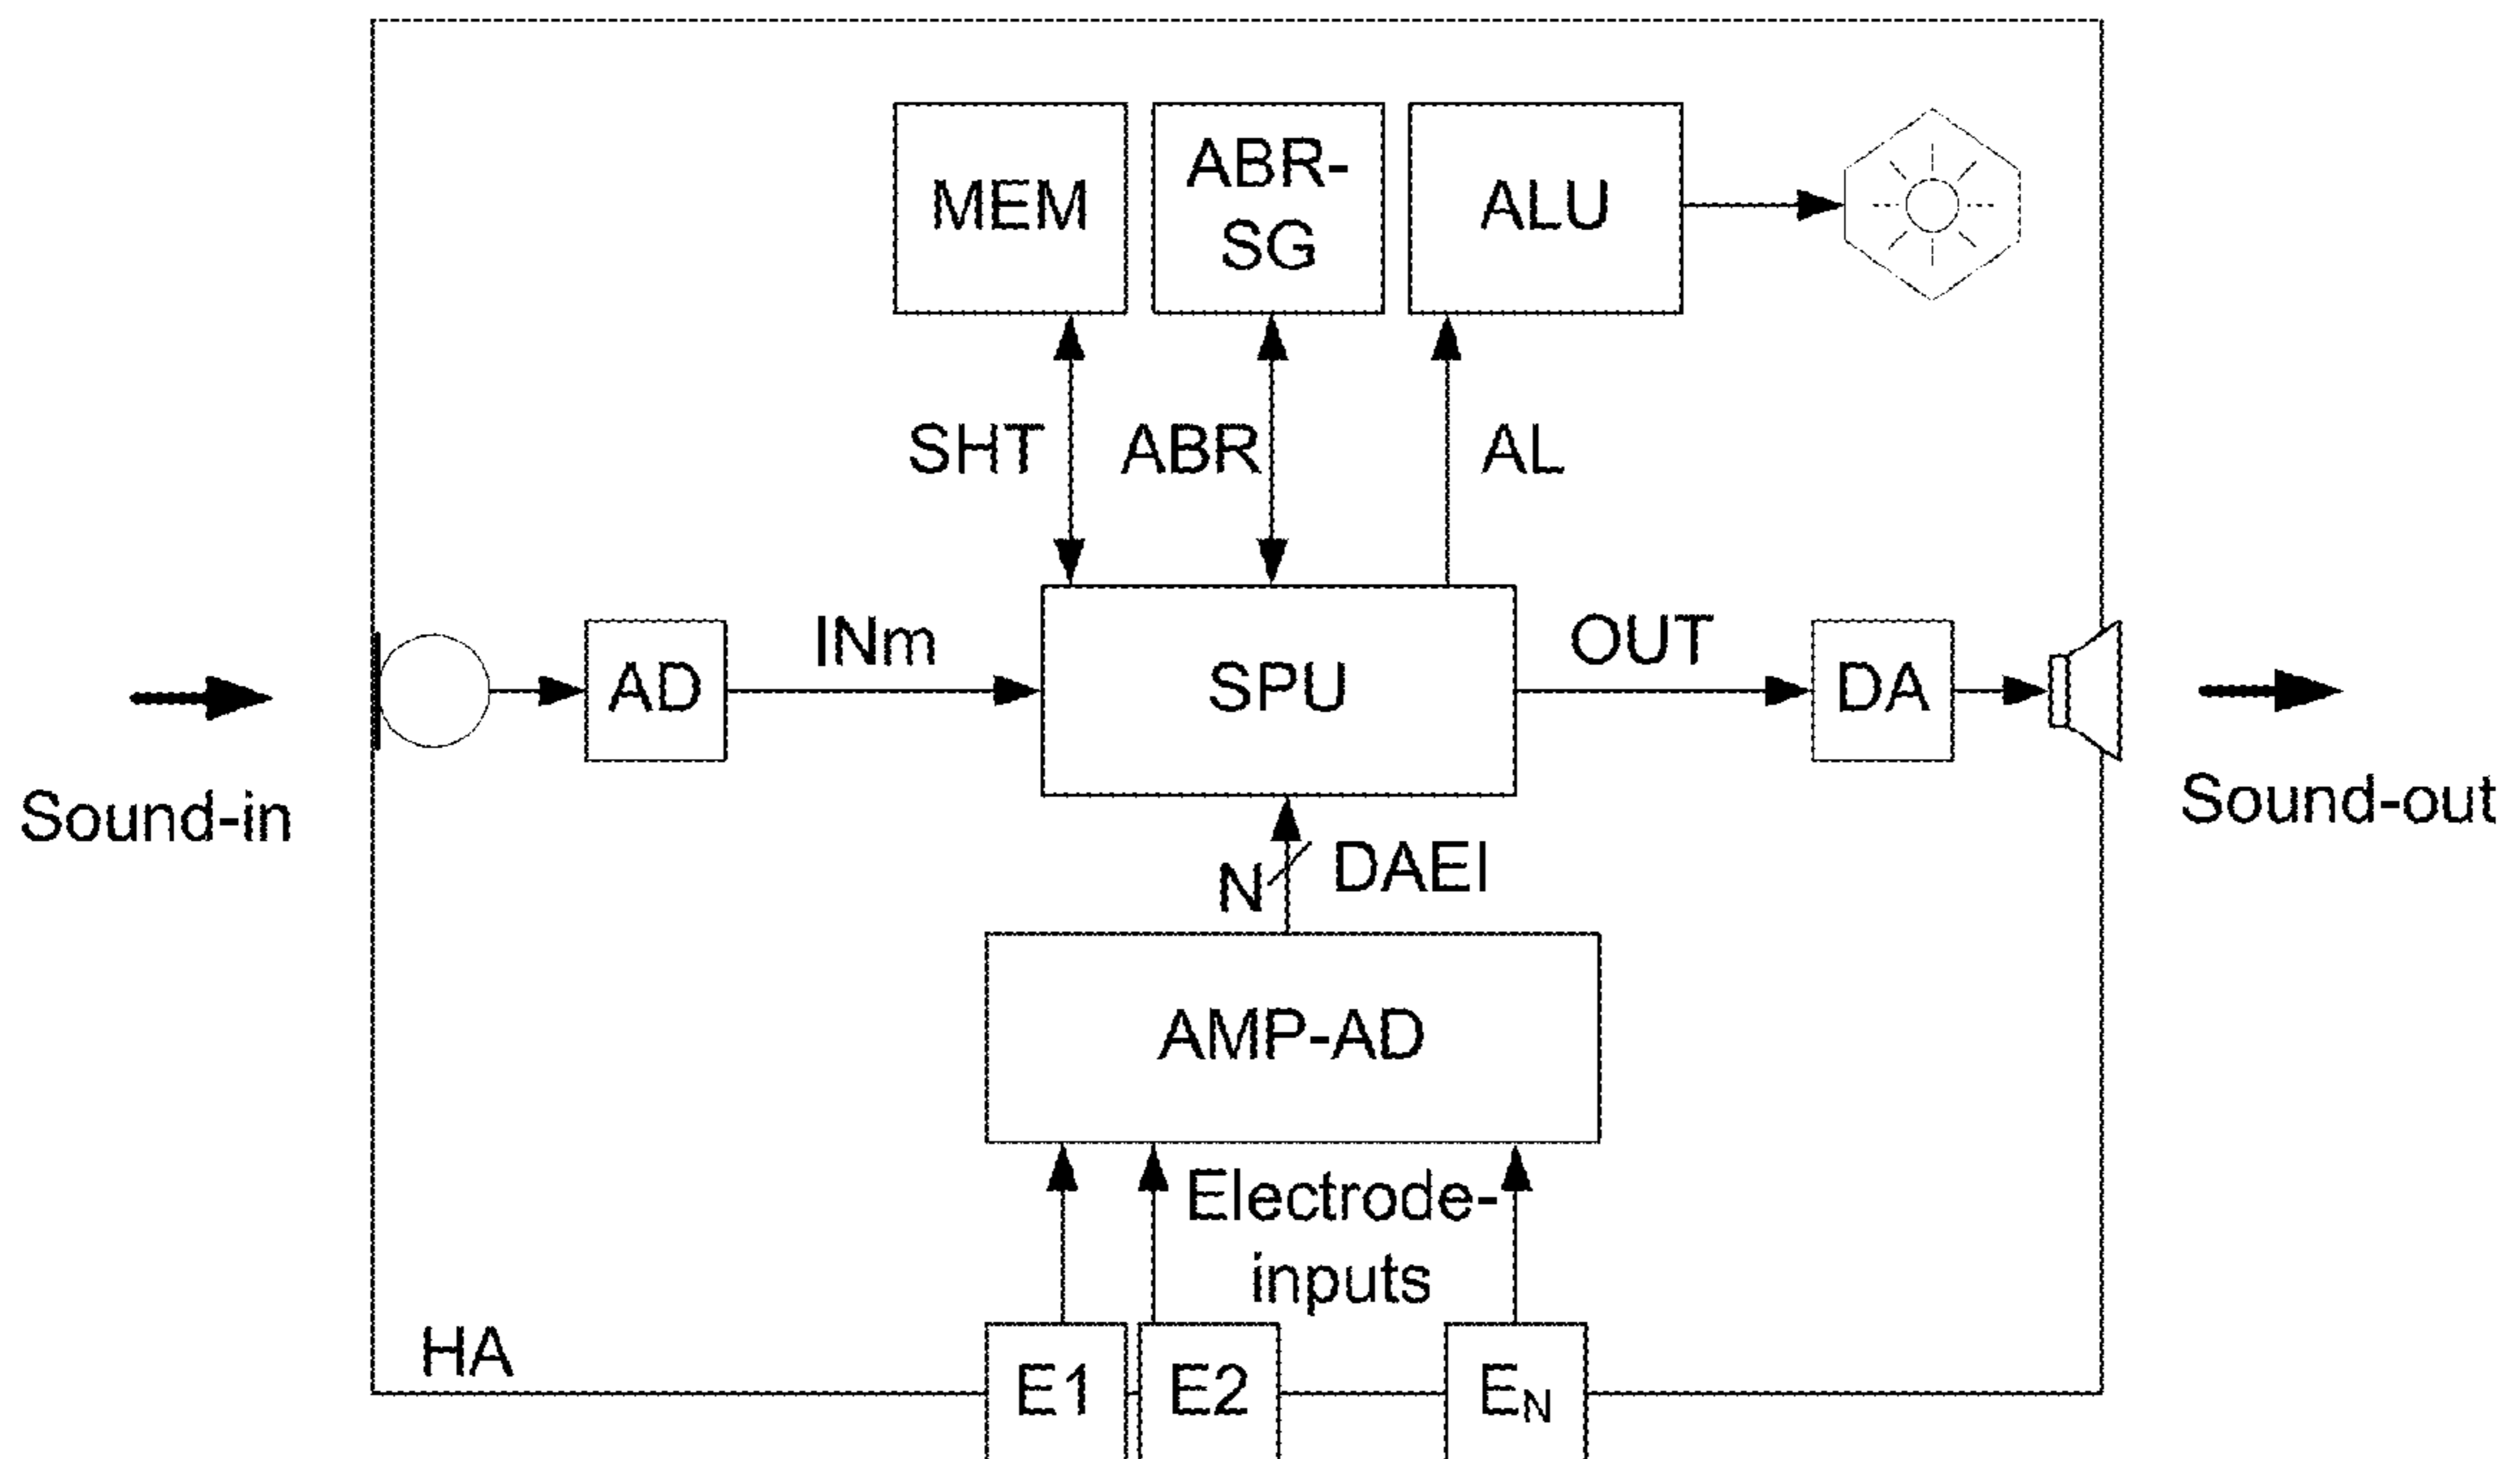 MEM
ABR-
SG
ALU
SHT
ABR
AL
INm
OUT
AD
SPU
DA
Sound-in
Sound-out
N
DAEI
AMP-AD
Electrode-
inputs
HA
E1
E2
EN